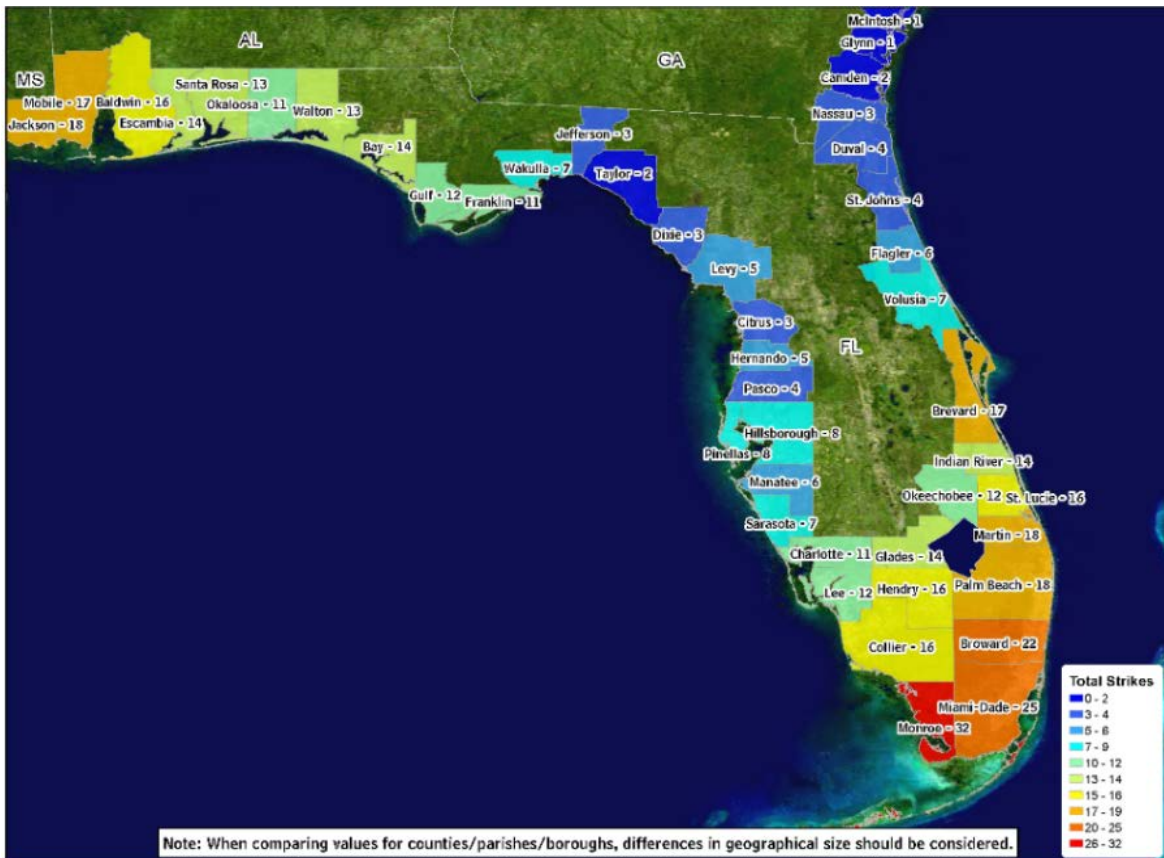 McIntosh - 1
AL
Glynn - 1
GA
MS
Camden - 2
Santa Rosa - 13
Mobile - 17
Baldwin - 16
Okaloosa - 11
Walton - 13
Nassau - 3
Jackson - 18
Escambia - 14
Jefferson - 3
Bay - 14
Duval - 4
Wakulla - 7
Taylor - 2
Gulf - 12
Franklin - 11
St. Johns - 4
Dixie - 3
Flagler - 6
Levy - 5
Volusia - 7
Citrus - 3
FL
Hernando - 5
Pasco - 4
Brevard - 17
Hillsborough - 8
Pinellas - 8
Indian River - 14
Manatee - 6
Okeechobee - 12
St. Lucie - 16
Sarasota - 7
Martin - 18
Charlotte - 11
Glades - 14
Palm Beach - 18
Hendry - 16
Lee - 12
Collier - 16
Broward - 22
Miami-Dade - 25
Monroe - 32
Total Strikes
0 - 2
3 - 4
5 - 6
7 - 9
10 - 12
13 - 14
15 - 16
17 - 19
20 - 25
26 - 32
Note: When comparing values for counties/parishes/boroughs, differences in geographical size should be considered.